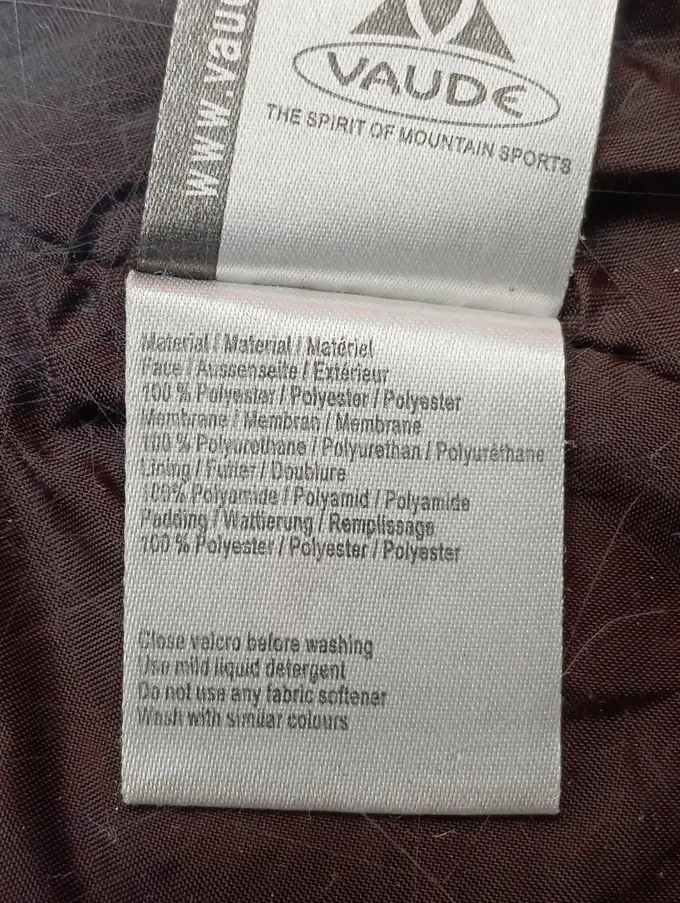 www.vaud
VAUDE
THE SPIRIT OF MOUNTAIN SPORTS
Material / Material / Matériel
Face / Aussenseite / Extérieur
100 % Polyester / Polyester / Polyester
Membrane / Membran / Membrane
100 % Polyurethane / Polyurethan / Polyuréthane
Lining / Futter / Doublure
100% Polyamide / Polyamid / Polyamide
Padding / Wattierung / Remplissage
100 % Polyester / Polyester / Polyester
Close velcro before washing
Use mild liquid detergent
Do not use any fabric softener
Wash with similar colours